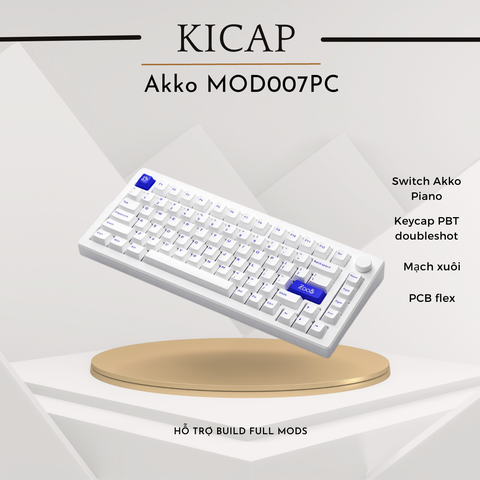 KICAP
Akko MOD007PC
Switch Akko
Piano
Keycap PBT
doubleshot
Mạch xuôi
PCB flex
HỖ TRỢ BUILD FULL MODS